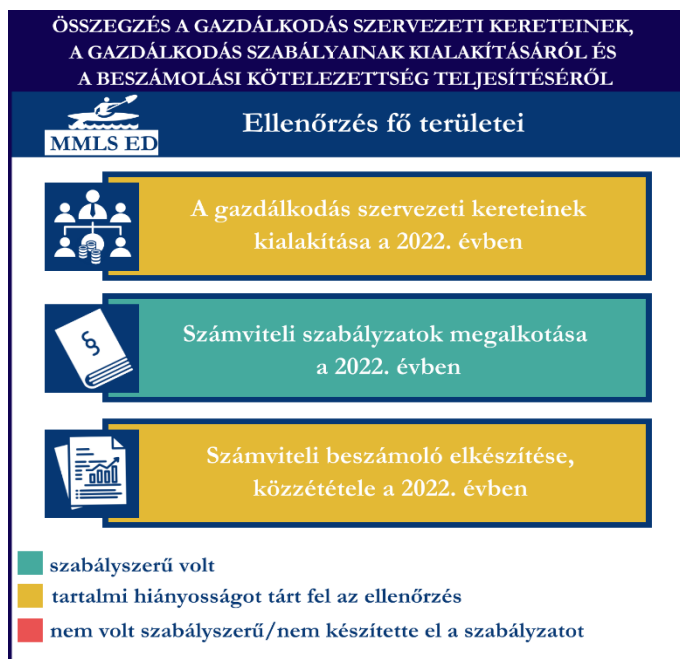 ÖSSZEGZÉS A GAZDÁLKODÁS SZERVEZETI KERETEINEK,
A GAZDÁLKODÁS SZABÁLYAINAK KIALAKÍTÁSÁRÓL ÉS
A BESZÁMOLÁSI KÖTELEZETTSÉG TELJESÍTÉSÉRŐL
MMLS ED
Ellenőrzés fő területei
A gazdálkodás szervezeti kereteinek
kialakítása a 2022. évben
§
Számviteli szabályzatok megalkotása
a 2022. évben
Számviteli beszámoló elkészítése,
közzététele a 2022. évben
szabályszerű volt
tartalmi hiányosságot tárt fel az ellenőrzés
nem volt szabályszerű/nem készítette el a szabályzatot